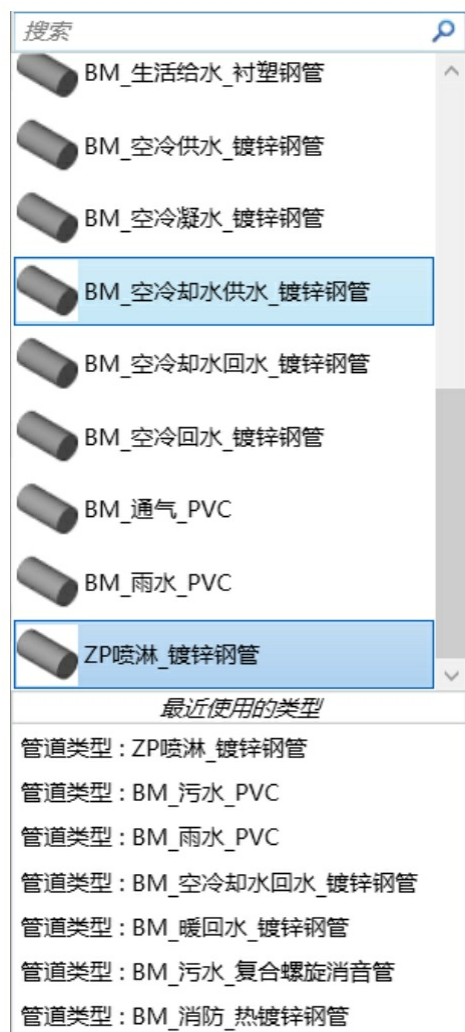 搜索
BM_生活给水_衬塑钢管
BM_空冷供水_镀锌钢管
BM_空冷凝水_镀锌钢管
BM_空冷却水供水_镀锌钢管
BM_空冷却水回水_镀锌钢管
BM_空冷回水_镀锌钢管
BM_通气_PVC
BM_雨水_PVC
ZP喷淋_镀锌钢管
最近使用的类型
管道类型 : ZP喷淋_镀锌钢管
管道类型 : BM_污水_PVC
管道类型 : BM_雨水_PVC
管道类型 : BM_空冷却水回水_镀锌钢管
管道类型 : BM_暖回水_镀锌钢管
管道类型 : BM_污水_复合螺旋消音管
管道类型 : BM_消防_热镀锌钢管